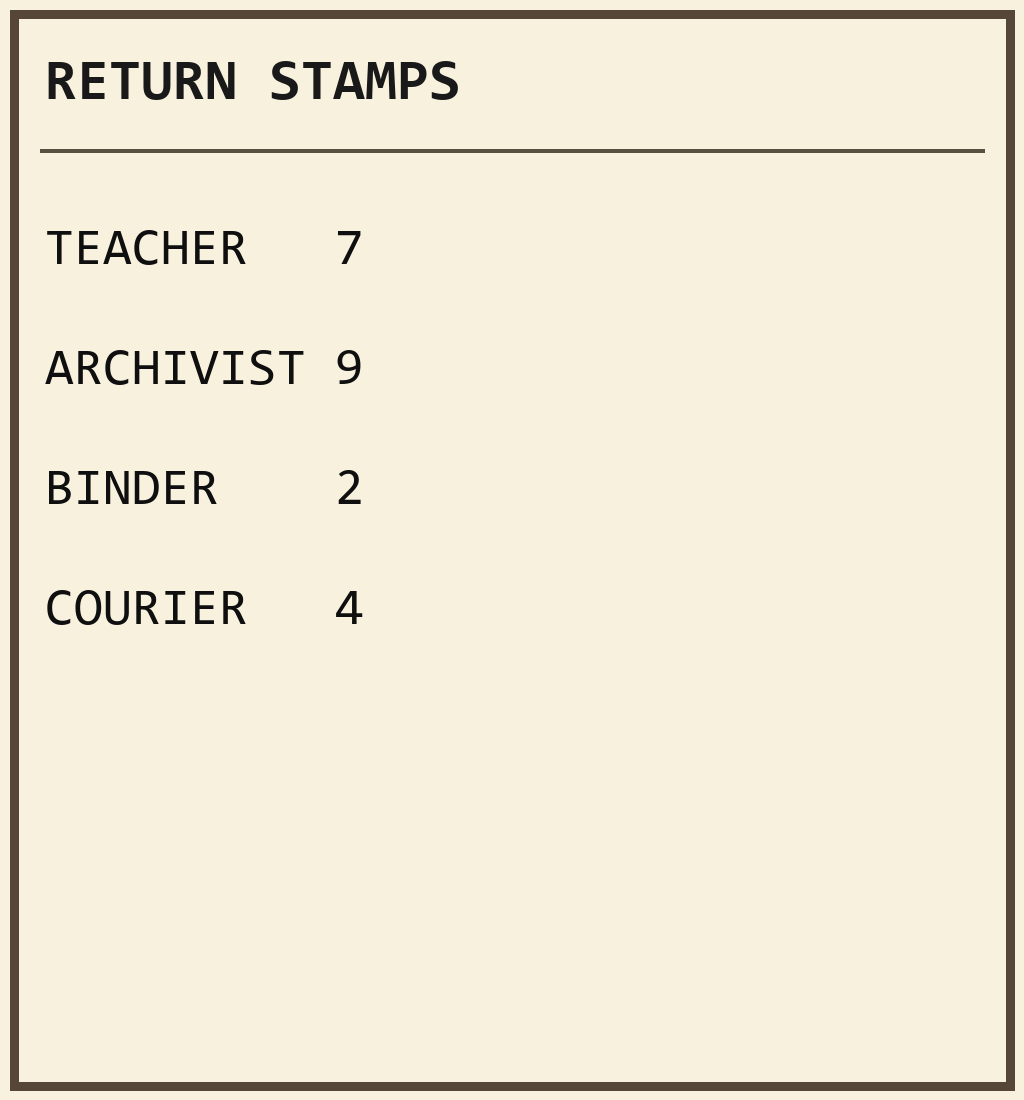 RETURN STAMPS
TEACHER   7
ARCHIVIST 9
BINDER    2
COURIER   4